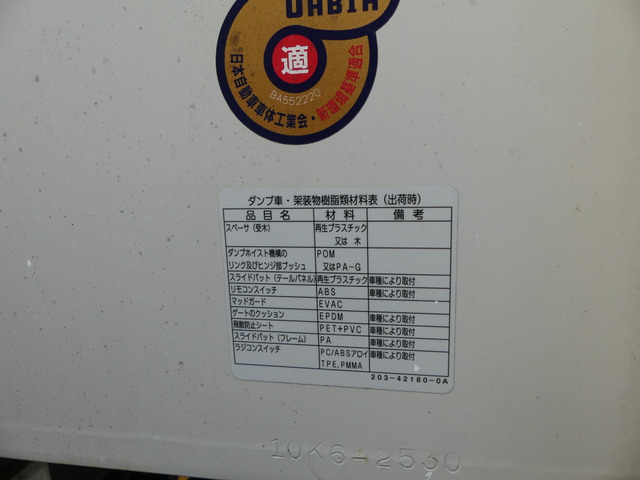 適
B4552220
日本自動車車体工業会・新環境基準適合
ダンプ車・架装物樹脂類材料表（出荷時）
品目名 材料 備考
スペーサ（受木） 再生プラスチック
又は 木
ダンプホイスト機構の POM
リンク及びヒンジ部ブッシュ 又はPA-G
スライドパット（テールパネル） 再生プラスチック 車種により取付
リモコンスイッチ ABS 車種により取付
マッドガード EVAC
ゲートのクッション EPDM 車種により取付
飛散防止シート PET+PVC 車種により取付
スライドパット（フレーム） PA 車種により取付
ラジコンスイッチ PC/ABSアロイ 車種により取付
TPE,PMMA
203-42180-0A
10K6-2530